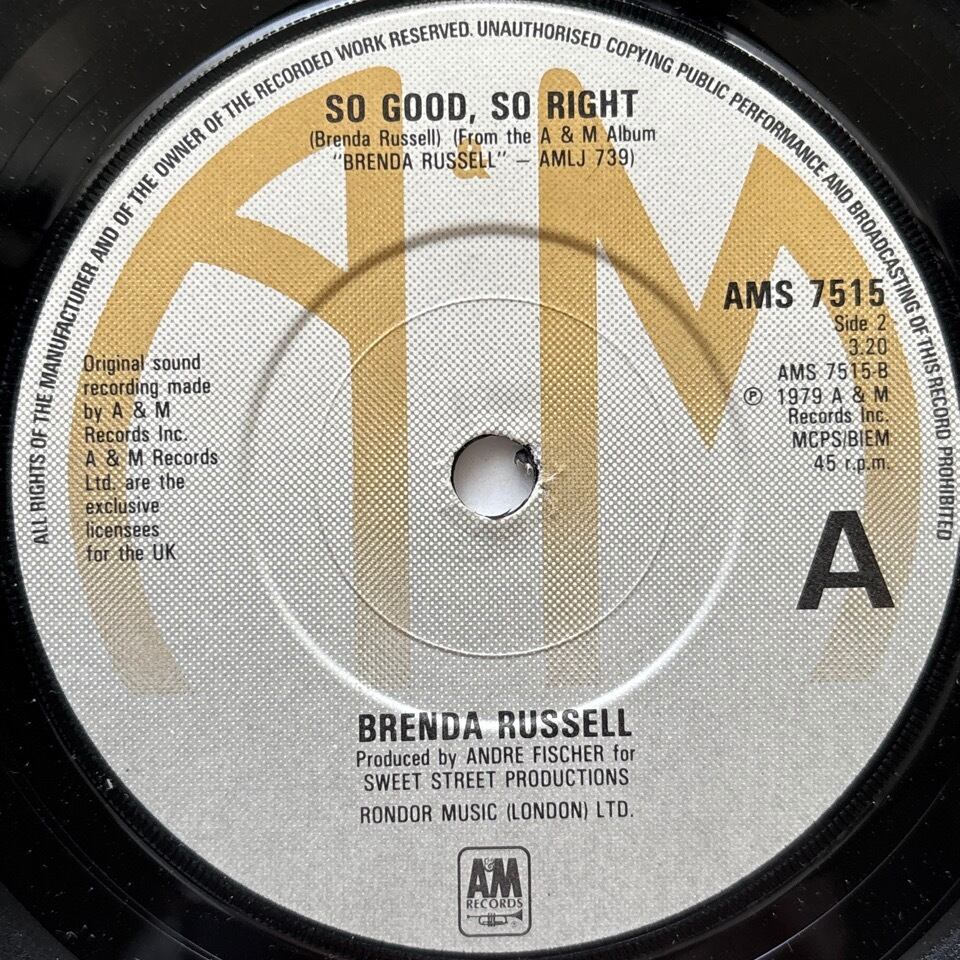 ALL RIGHTS OF THE MANUFACTURER AND OF THE OWNER OF THE RECORDED WORK RESERVED. UNAUTHORISED COPYING PUBLIC PERFORMANCE AND BROADCASTING OF THIS RECORD PROHIBITED
A&M
SO GOOD, SO RIGHT
(Brenda Russell) (From the A & M Album
"BRENDA RUSSELL" – AMLJ 739)
AMS 7515
Side 2
3.20
AMS 7515-B
℗ 1979 A & M
Records Inc.
MCPS/BIEM
45 r.p.m.
Original sound
recording made
by A & M
Records Inc.
A & M Records
Ltd. are the
exclusive
licensees
for the UK
A
BRENDA RUSSELL
Produced by ANDRE FISCHER for
SWEET STREET PRODUCTIONS
RONDOR MUSIC (LONDON) LTD.
A&M
RECORDS